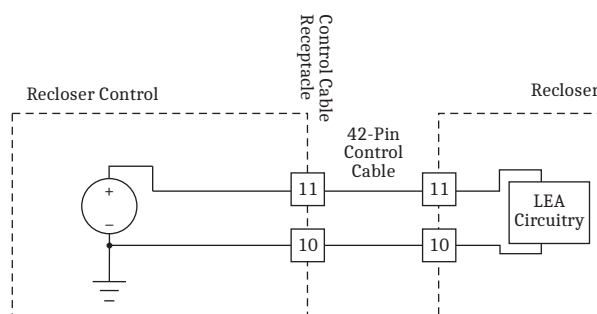 Control Cable
Receptacle
Recloser Control
Recloser
42-Pin
Control
Cable
+
11
11
LEA
Circuitry
−
10
10